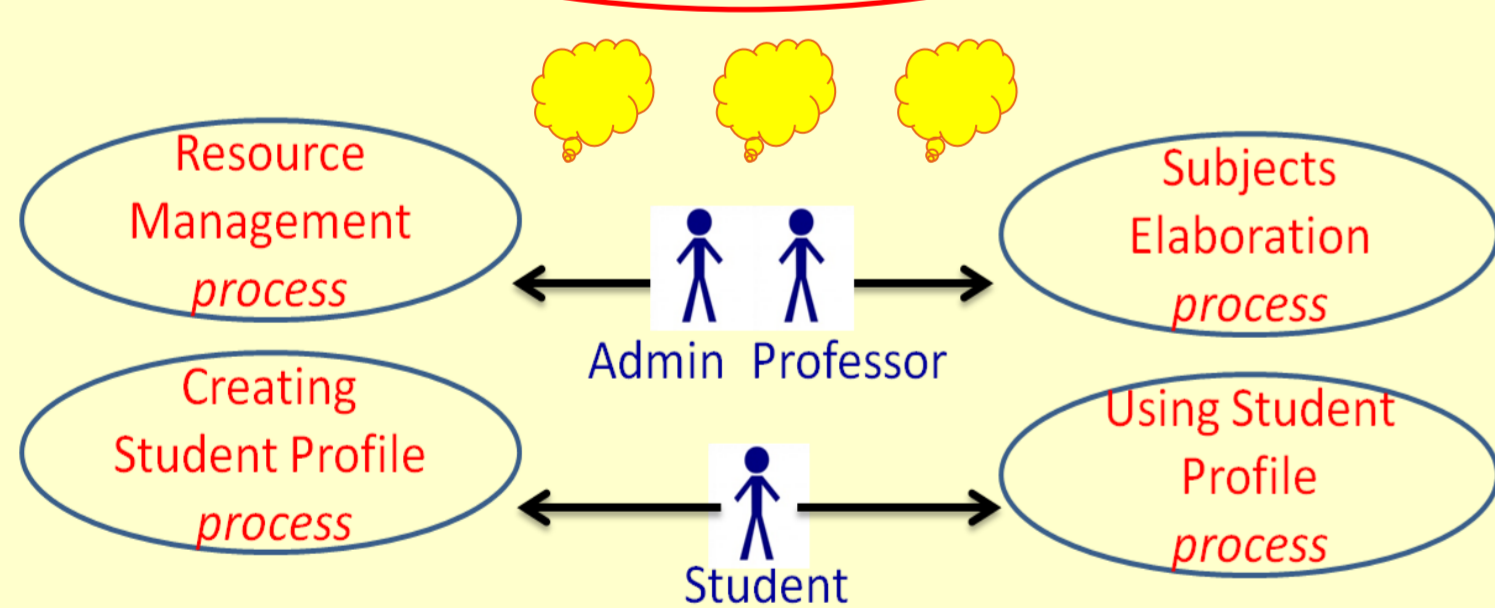 Resource
Management
process
Subjects
Elaboration
process
Admin Professor
Creating
Student Profile
process
Using Student
Profile
process
Student